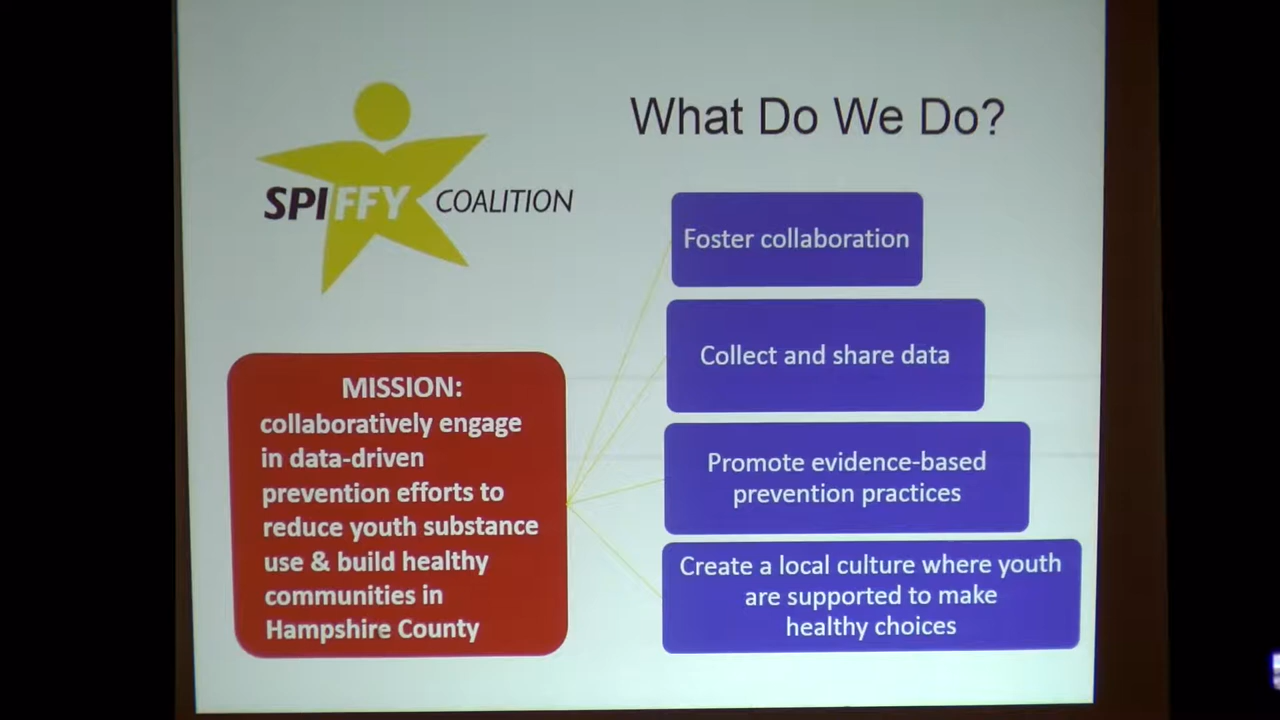 What Do We Do?
SPIFFY COALITION
Foster collaboration
Collect and share data
MISSION:
collaboratively engage
in data-driven
prevention efforts to
reduce youth substance
use & build healthy
communities in
Hampshire County
Promote evidence-based
prevention practices
Create a local culture where youth
are supported to make
healthy choices